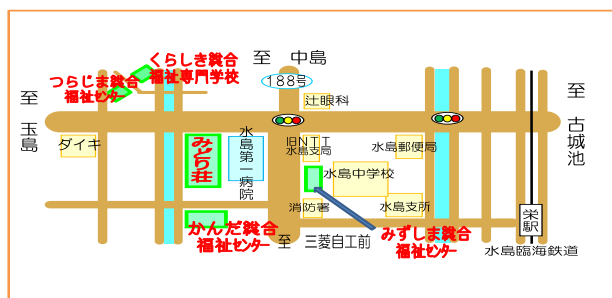 至　中島
188号
くらしき総合
福祉専門学校
つらじま総合
福祉センター
至
玉島
ダイキ
みどり荘
水島第一病院
辻眼科
旧NTT
水島支局
水島郵便局
水島中学校
消防署
水島支所
至
古城池
栄駅
水島臨海鉄道
かんだ総合
福祉センター
みずしま総合
福祉センター
至　三菱自工前